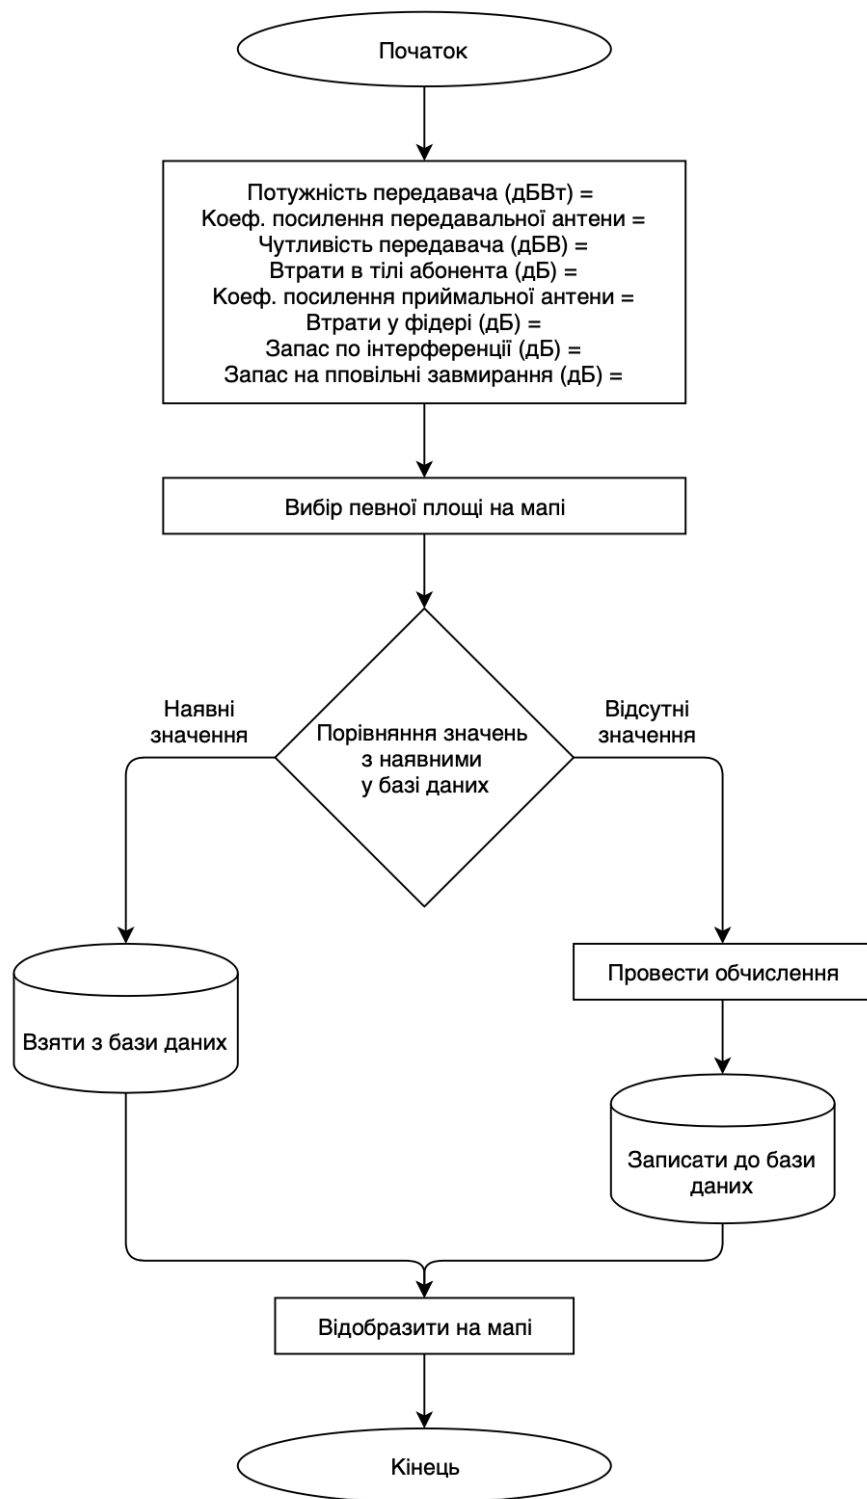 Початок
Потужність передавача (дБВт) =
Коеф. посилення передавальної антени =
Чутливість передавача (дБВ) =
Втрати в тілі абонента (дБ) =
Коеф. посилення приймальної антени =
Втрати у фідері (дБ) =
Запас по інтерференції (дБ) =
Запас на пповільні завмирання (дБ) =
Вибір певної площі на мапі
Наявні
значення
Порівняння значень
з наявними
у базі даних
Відсутні
значення
Взяти з бази даних
Провести обчислення
Записати до бази
даних
Відобразити на мапі
Кінець